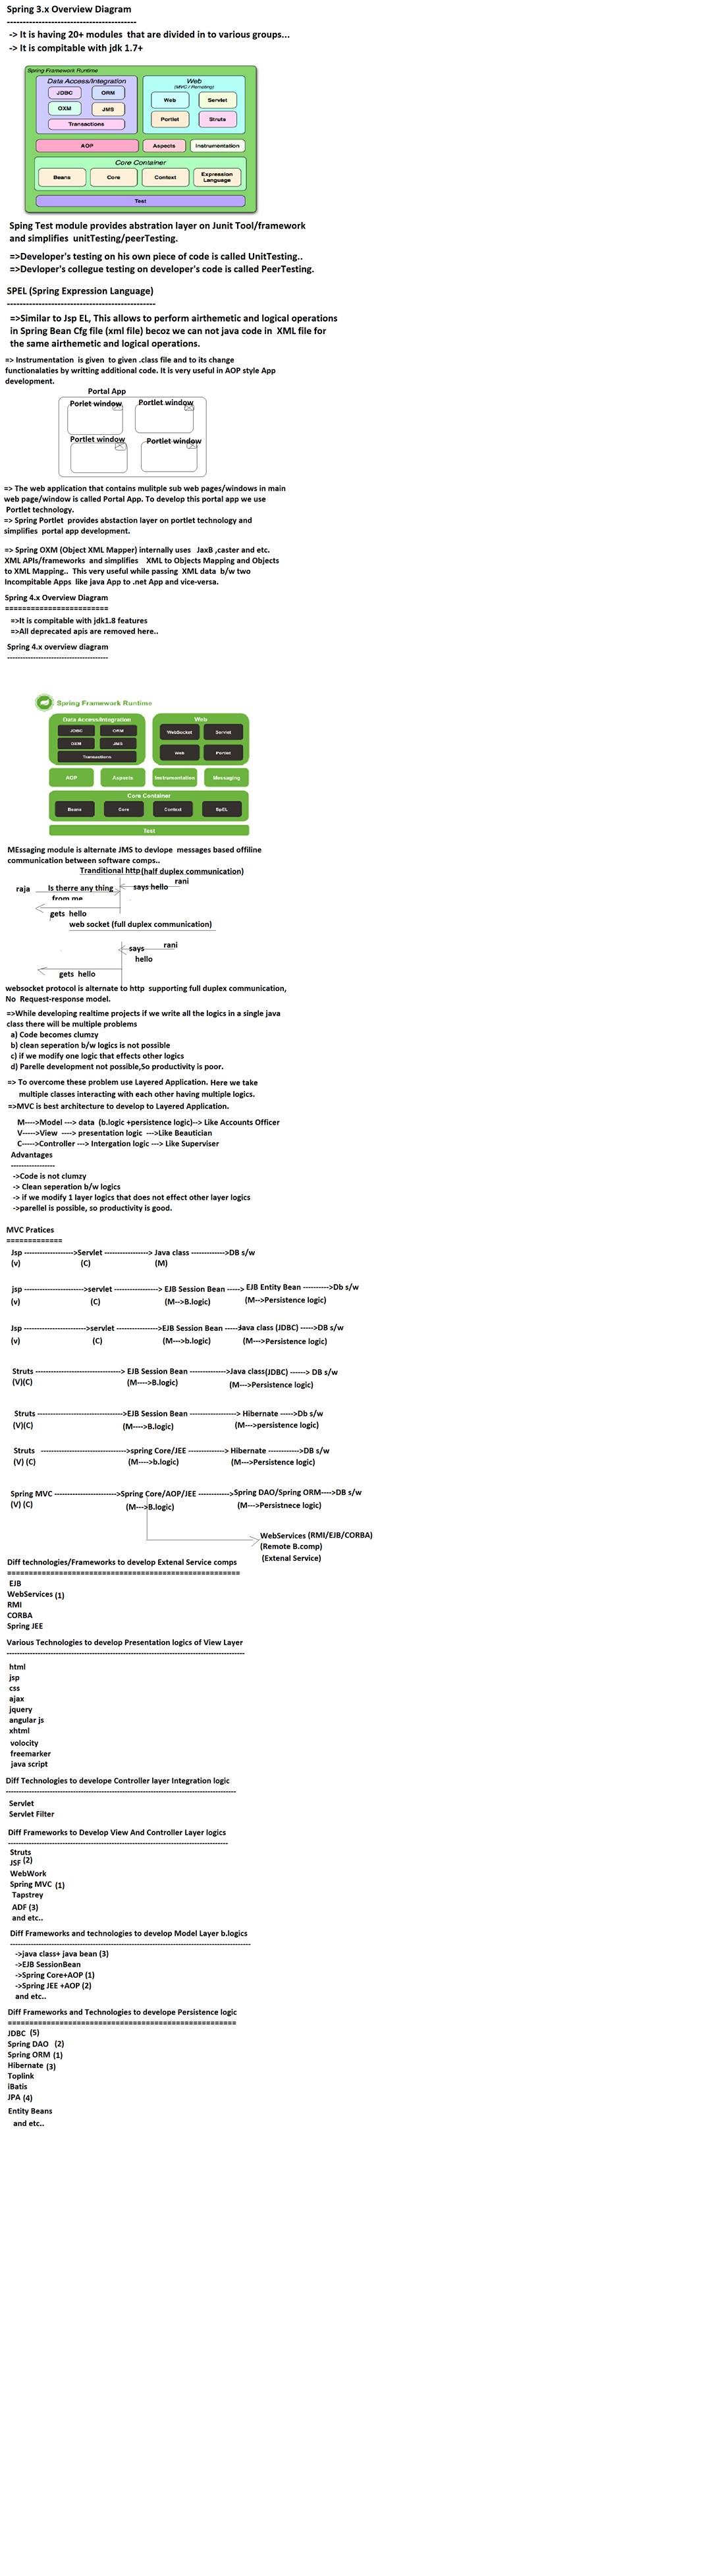 Spring 3.x Overview Diagram
-----------------------------------------
-> It is having 20+ modules  that are divided in to various groups...
-> It is compitable with jdk 1.7+
Spring Framework Runtime
Data Access/Integration
JDBC ORM
OXM JMS
Transactions
Web
(MVC / Remoting)
Web Servlet
Portlet Struts
AOP Aspects Instrumentation
Core Container
Beans Core Context Expression Language
Test
Sping Test module provides abstration layer on Junit Tool/framework
and simplifies  unitTesting/peerTesting.
=>Developer's testing on his own piece of code is called UnitTesting..
=>Devloper's collegue testing on developer's code is called PeerTesting.
SPEL (Spring Expression Language)
-----------------------------------------------
=>Similar to Jsp EL, This allows to perform airthemetic and logical operations
in Spring Bean Cfg file (xml file) becoz we can not java code in  XML file for
the same airthemetic and logical operations.
=> Instrumentation  is given  to given .class file and to its change
functionalaties by writting additional code. It is very useful in AOP style App
development.
Portal App
Porlet window Portlet window
Portlet window Portlet window
=> The web application that contains mulitple sub web pages/windows in main
web page/window is called Portal App. To develop this portal app we use
Portlet technology.
=> Spring Portlet  provides abstaction layer on portlet technology and
simplifies  portal app development.
=> Spring OXM (Object XML Mapper) internally uses   JaxB ,caster and etc.
XML APIs/frameworks  and simplifies    XML to Objects Mapping and Objects
to XML Mapping..  This very useful while passing  XML data  b/w two
Incompitable Apps  like java App to .net App and vice-versa.
Spring 4.x Overview Diagram
========================
=>It is compitable with jdk1.8 features
=>All deprecated apis are removed here..
Spring 4.x overview diagram
---------------------------------------
Spring Framework Runtime
Data Access/Integration
JDBC ORM
OXM JMS
Transactions
Web
WebSocket Servlet
Web Portlet
AOP Aspects Instrumentation Messaging
Core Container
Beans Core Context SpEL
Test
MEssaging module is alternate JMS to devlope  messages based offiline
communication between software comps..
Tranditional http(half duplex communication)
rani
raja Is therre any thing says hello
from me
gets  hello
web socket (full duplex communication)
says rani
hello
gets  hello
websocket protocol is alternate to http  supporting full duplex communication,
No  Request-response model.
=>While developing realtime projects if we write all the logics in a single java
class there will be multiple problems
a) Code becomes clumzy
b) clean seperation b/w logics is not possible
c) if we modify one logic that effects other logics
d) Parelle development not possible,So productivity is poor.
=> To overcome these problem use Layered Application. Here we take
multiple classes interacting with each other having multiple logics.
=>MVC is best architecture to develop to Layered Application.
M---->Model ---> data  (b.logic +persistence logic)--> Like Accounts Officer
V----->View  ----> presentation logic  --->Like Beautician
C----->Controller ---> Intergation logic ---> Like Superviser
Advantages
-----------------
->Code is not clumzy
-> Clean seperation b/w logics
-> if we modify 1 layer logics that does not effect other layer logics
->parellel is possible, so productivity is good.
MVC Pratices
=============
Jsp ------------------->Servlet -----------------> Java class ------------->DB s/w
(v) (C) (M)
jsp ----------------------->servlet -----------------> EJB Session Bean -----> EJB Entity Bean ---------->Db s/w
(v) (C) (M-->B.logic) (M-->Persistence logic)
Jsp ----------------------->servlet ---------------->EJB Session Bean ----->Java class (JDBC) ----->DB s/w
(v) (C) (M--->b.logic) (M--->Persistence logic)
Struts --------------------------------> EJB Session Bean -------------->Java class(JDBC) ------> DB s/w
(V)(C) (M---->B.logic) (M--->Persistence logic)
Struts -------------------------------->EJB Session Bean ------------------> Hibernate ----->Db s/w
(V)(C) (M---->B.logic) (M--->persistence logic)
Struts  -------------------------------->spring Core/JEE --------------> Hibernate ------------>DB s/w
(V) (C) (M---->b.logic) (M--->Persistence logic)
Spring MVC ----------------------->Spring Core/AOP/JEE ------------>Spring DAO/Spring ORM---->DB s/w
(V) (C) (M--->B.logic) (M--->Persistnece logic)
WebServices (RMI/EJB/CORBA)
(Remote B.comp)
(Extenal Service)
Diff technologies/Frameworks to develop Extenal Service comps
======================================================
EJB
WebServices (1)
RMI
CORBA
Spring JEE
Various Technologies to develop Presentation logics of View Layer
--------------------------------------------------------------------------------------------
html
jsp
css
ajax
jquery
angular js
xhtml
volocity
freemarker
java script
Diff Technologies to develope Controller layer Integration logic
-----------------------------------------------------------------------------------------
Servlet
Servlet Filter
Diff Frameworks to Develop View And Controller Layer logics
-------------------------------------------------------------------------------------
Struts
JSF (2)
WebWork
Spring MVC (1)
Tapstrey
ADF (3)
and etc..
Diff Frameworks and technologies to develop Model Layer b.logics
---------------------------------------------------------------------------------------------
->java class+ java bean (3)
->EJB SessionBean
->Spring Core+AOP (1)
->Spring JEE +AOP (2)
and etc..
Diff Frameworks and Technologies to develope Persistence logic
=====================================================
JDBC (5)
Spring DAO (2)
Spring ORM (1)
Hibernate (3)
Toplink
iBatis
JPA (4)
Entity Beans
and etc..